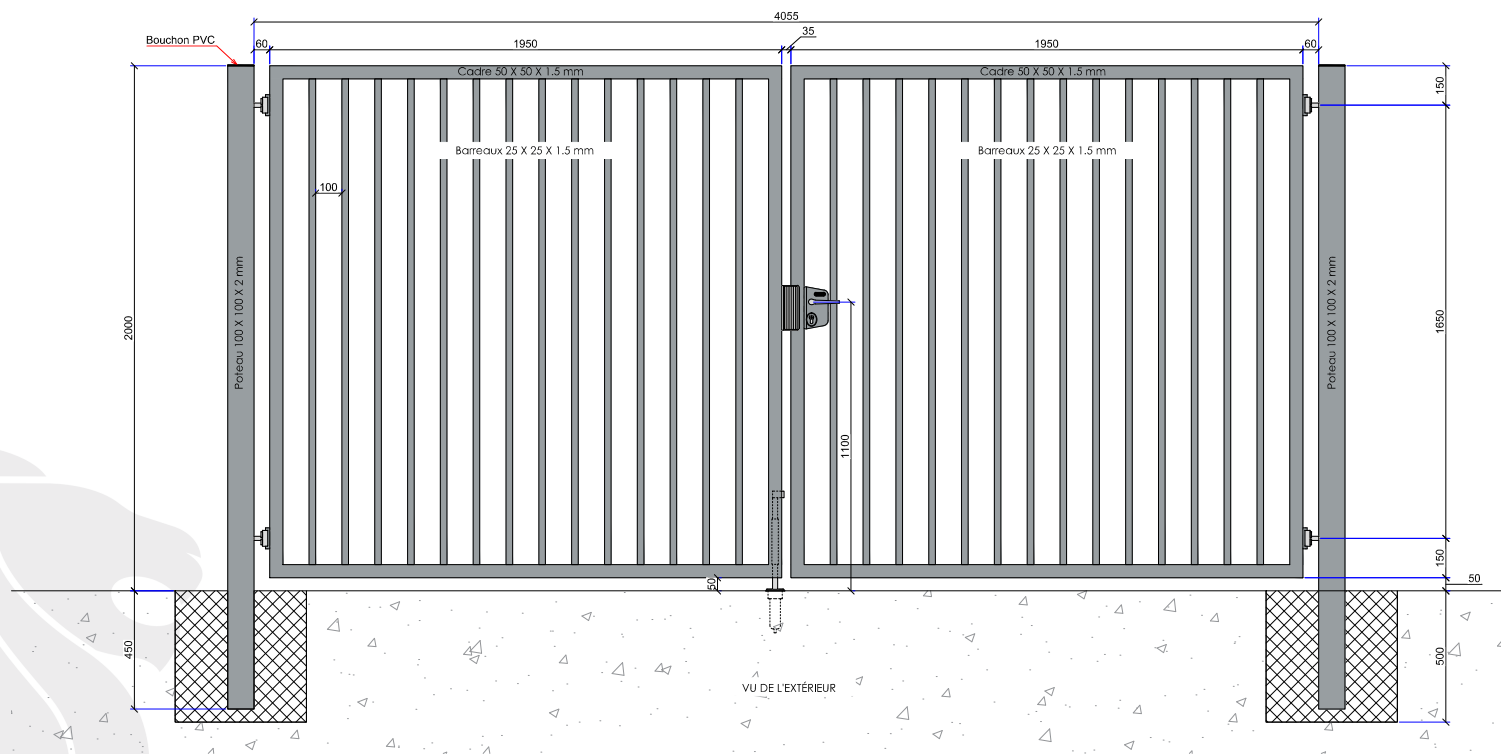 4055
Bouchon PVC
60
1950
35
1950
60
Cadre 50 X 50 X 1.5 mm
Cadre 50 X 50 X 1.5 mm
150
Barreaux 25 X 25 X 1.5 mm
Barreaux 25 X 25 X 1.5 mm
100
2000
Poteau 100 X 100 X 2 mm
Poteau 100 X 100 X 2 mm
1650
1100
150
50
50
450
500
VU DE L'EXTÉRIEUR